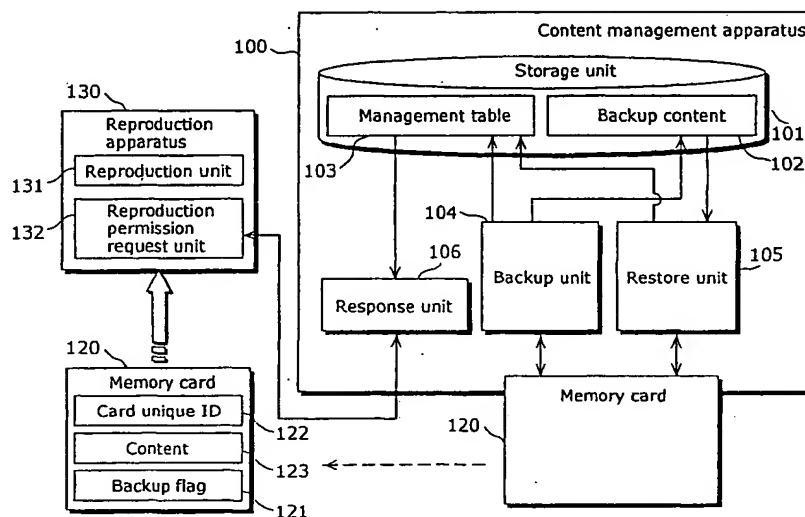 100
Content management apparatus
Storage unit
Management table
Backup content
101
103
102
130
Reproduction
apparatus
131
Reproduction unit
132
Reproduction
permission
request unit
104
106
Response unit
Backup unit
Restore unit
105
120
Memory card
Card unique ID
122
Content
123
Backup flag
121
Memory card
120